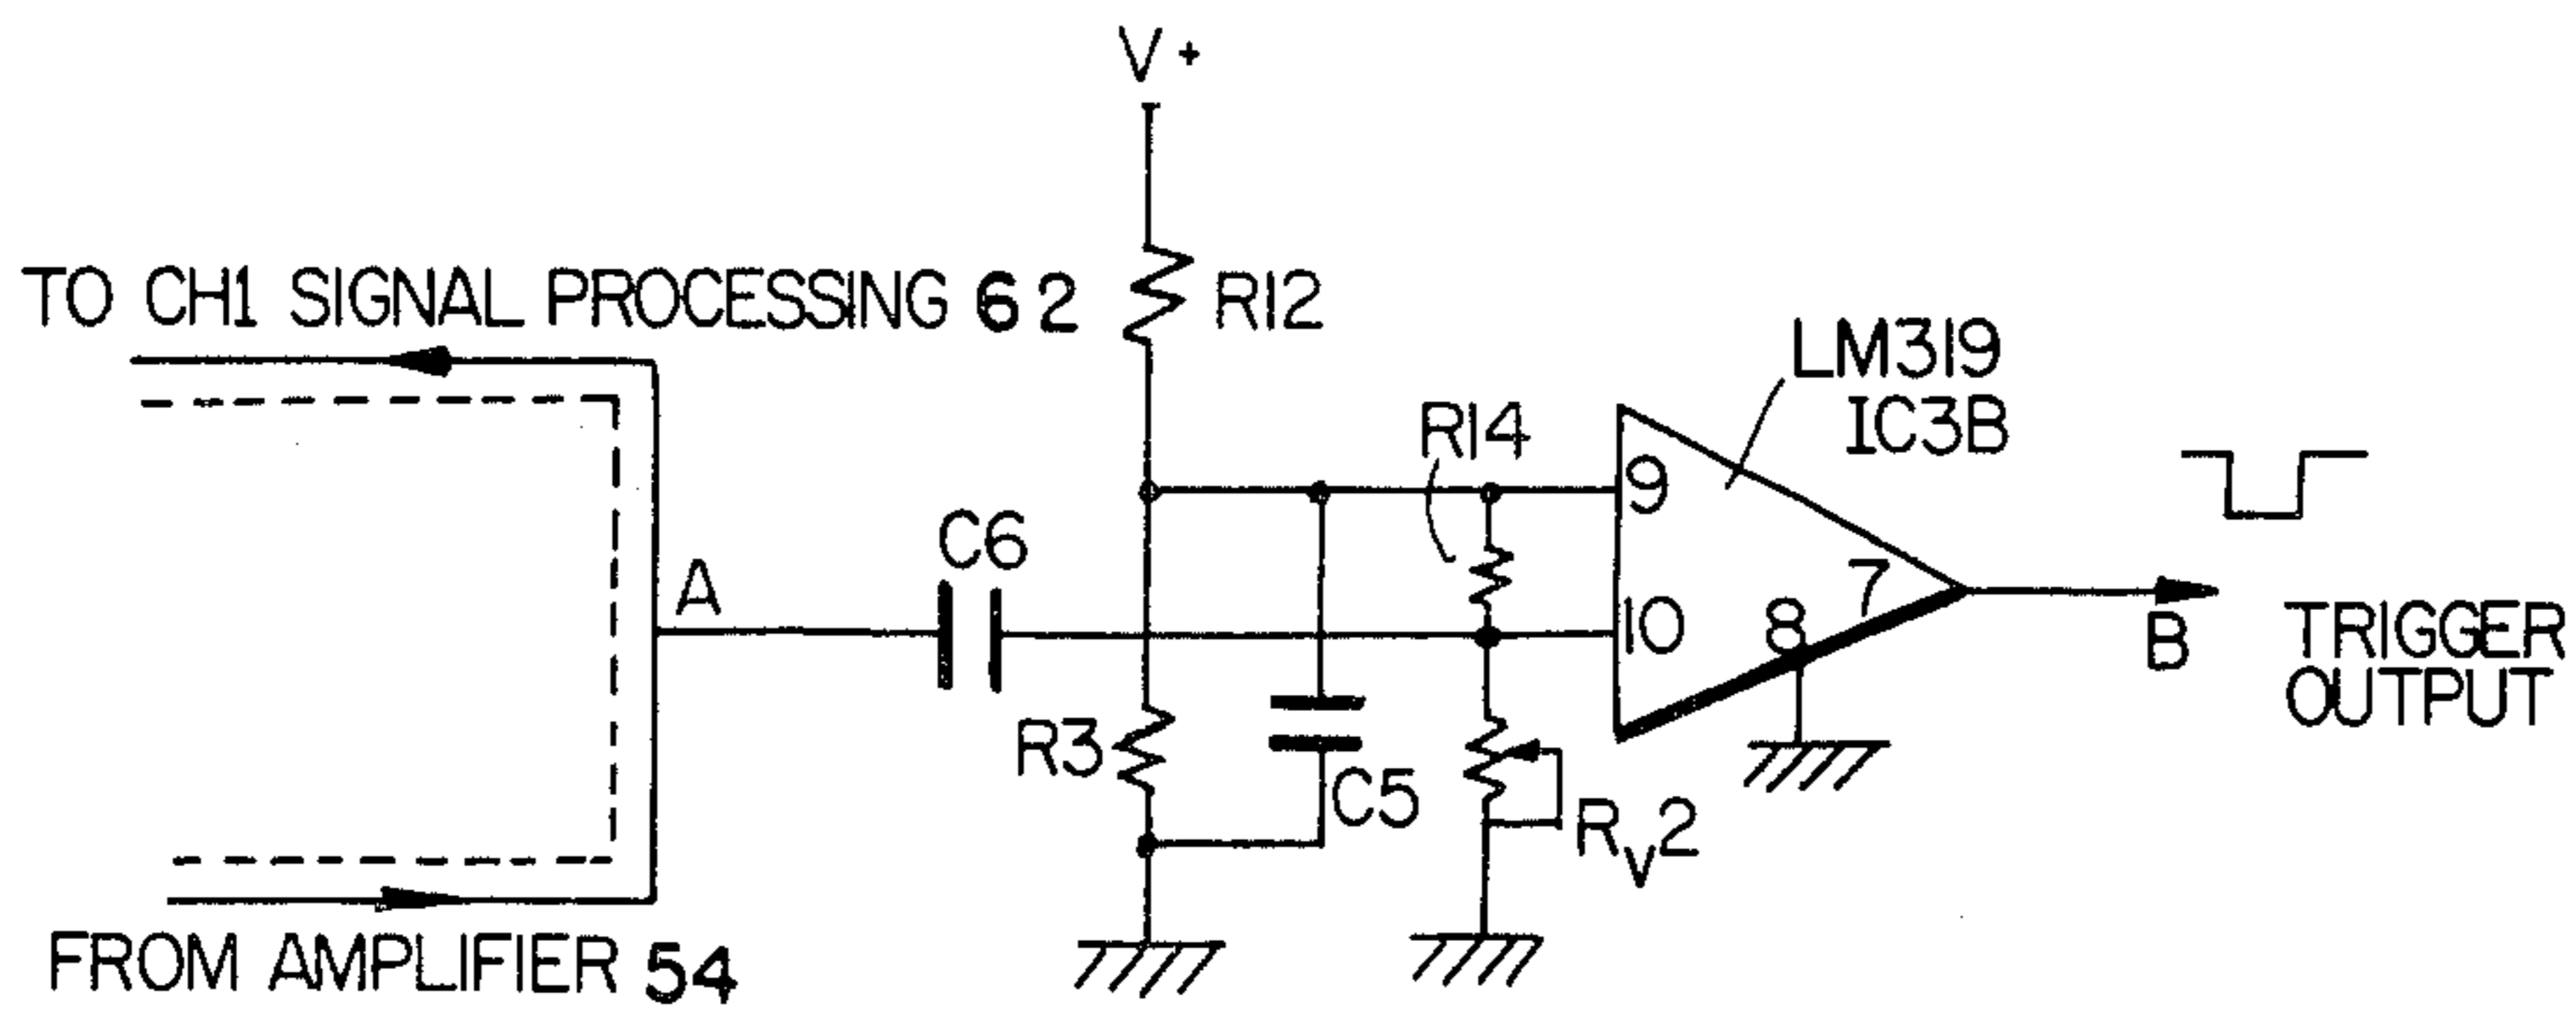 V+
TO CH1 SIGNAL PROCESSING 62
R12
LM319
IC3B
R14
9
C6
A
10
8
7
B
TRIGGER
OUTPUT
R3
C5
Rv2
FROM AMPLIFIER 54